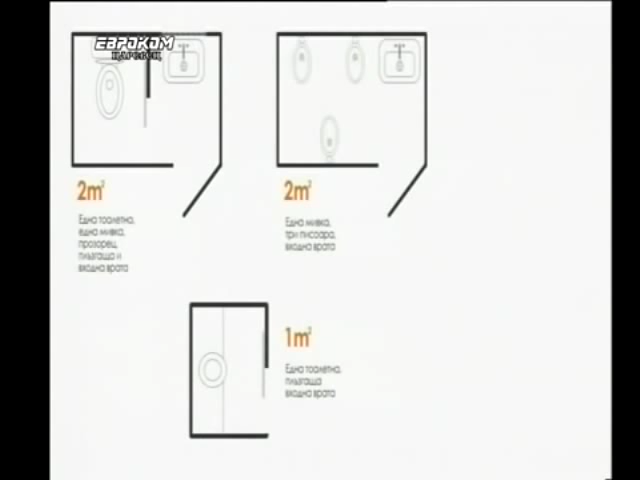 ЕВРОКОМ
ЦАРЕВЕЦ
2m²
Една тоалетна,
една мивка,
прозорец,
плъзгаща и
входна врата
2m²
Една мивка,
три писоара,
входна врата
1m²
Една тоалетна,
плъзгаща
входна врата